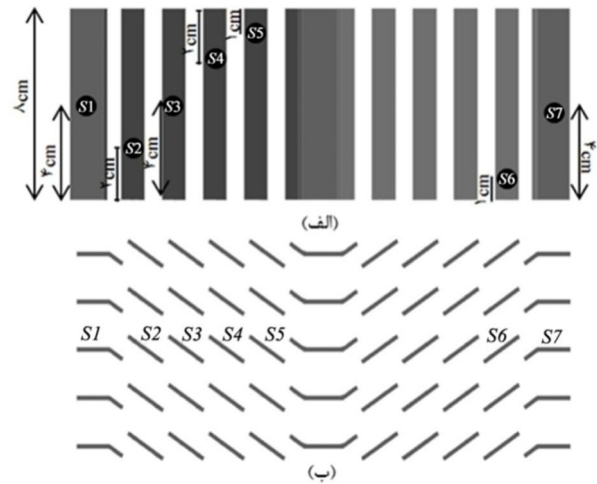 ۸cm
۴cm
S1
۲cm
S2
۴cm
S3
۲cm
S4
۱cm
S5
۱cm
S6
S7
۴cm
(الف)
S1 S2 S3 S4 S5 S6 S7
(ب)